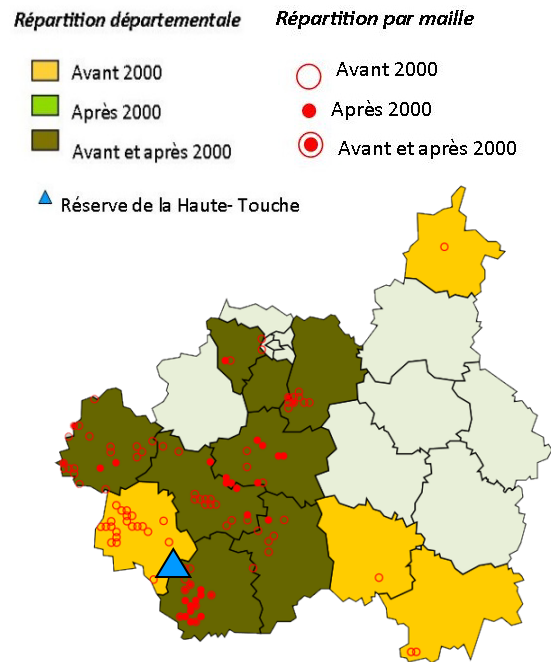 Répartition départementale
Avant 2000
Après 2000
Avant et après 2000
Répartition par maille
Avant 2000
Après 2000
Avant et après 2000
Réserve de la Haute- Touche